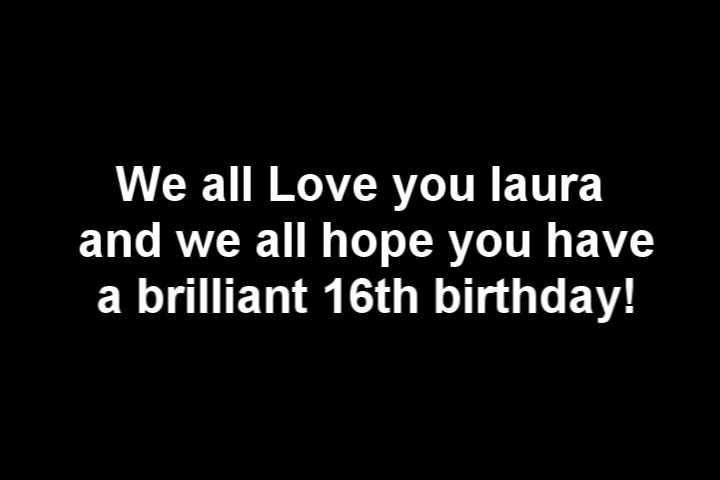 We all Love you laura
and we all hope you have
a brilliant 16th birthday!